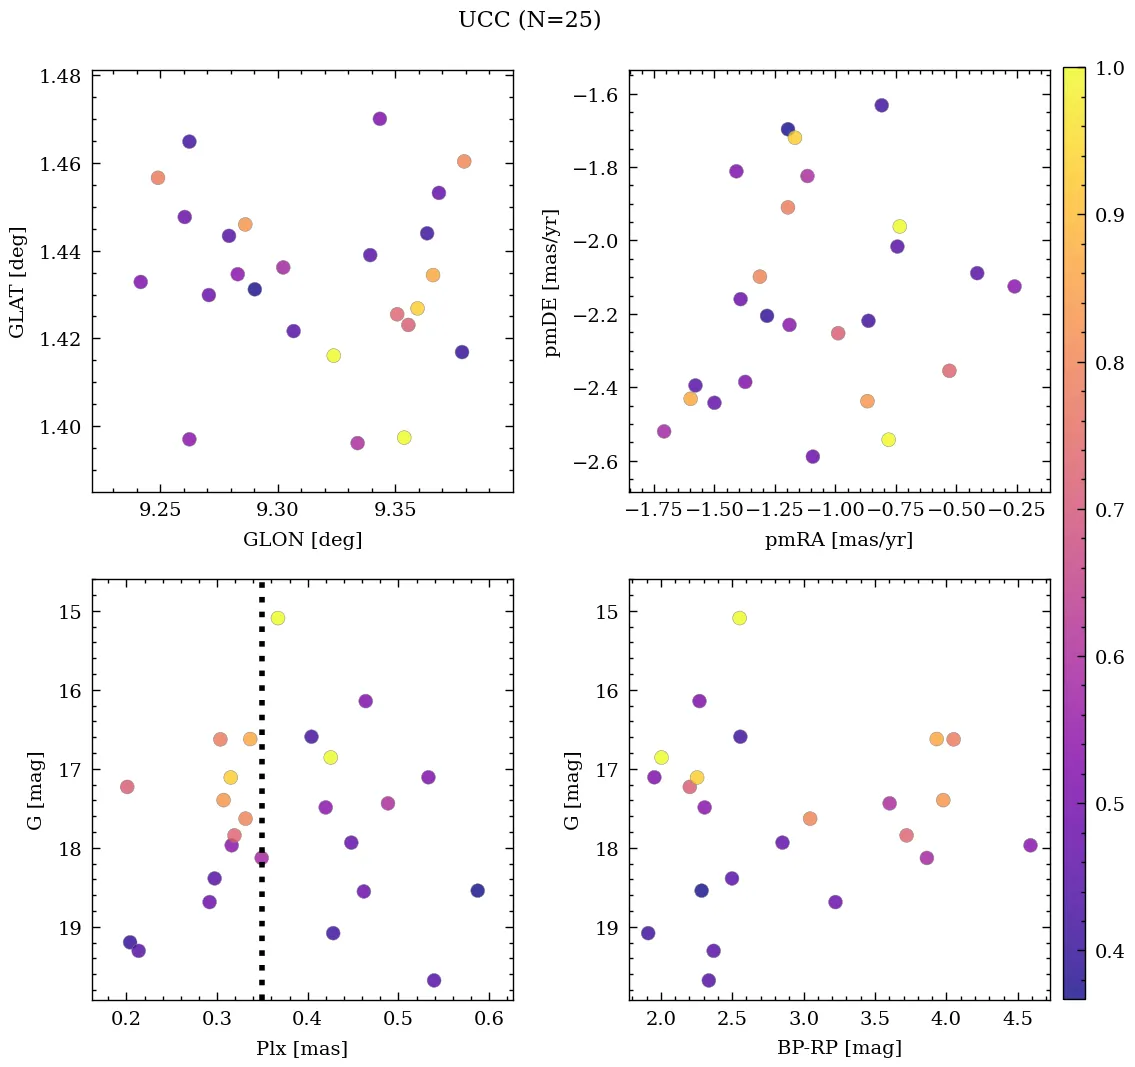 UCC (N=25)
1.48
1.46
1.44
1.42
1.40
GLAT [deg]
9.25 9.30 9.35
GLON [deg]
−1.6
−1.8
−2.0
−2.2
−2.4
−2.6
pmDE [mas/yr]
−1.75 −1.50 −1.25 −1.00 −0.75 −0.50 −0.25
pmRA [mas/yr]
15
16
17
18
19
G [mag]
0.2 0.3 0.4 0.5 0.6
Plx [mas]
15
16
17
18
19
G [mag]
2.0 2.5 3.0 3.5 4.0 4.5
BP-RP [mag]
1.0
0.9
0.8
0.7
0.6
0.5
0.4